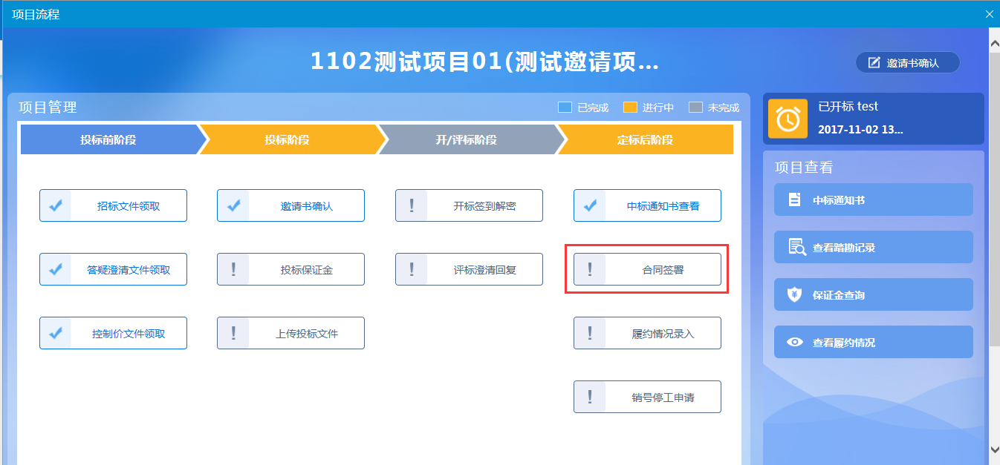 项目流程
1102测试项目01(测试邀请项...
邀请书确认
项目管理
已完成
进行中
未完成
投标前阶段
投标阶段
开/评标阶段
定标后阶段
招标文件领取
邀请书确认
开标签到解密
中标通知书查看
答疑澄清文件领取
投标保证金
评标澄清回复
合同签署
控制价文件领取
上传投标文件
履约情况录入
销号停工申请
已开标 test
2017-11-02 13...
项目查看
中标通知书
查看踏勘记录
保证金查询
查看履约情况